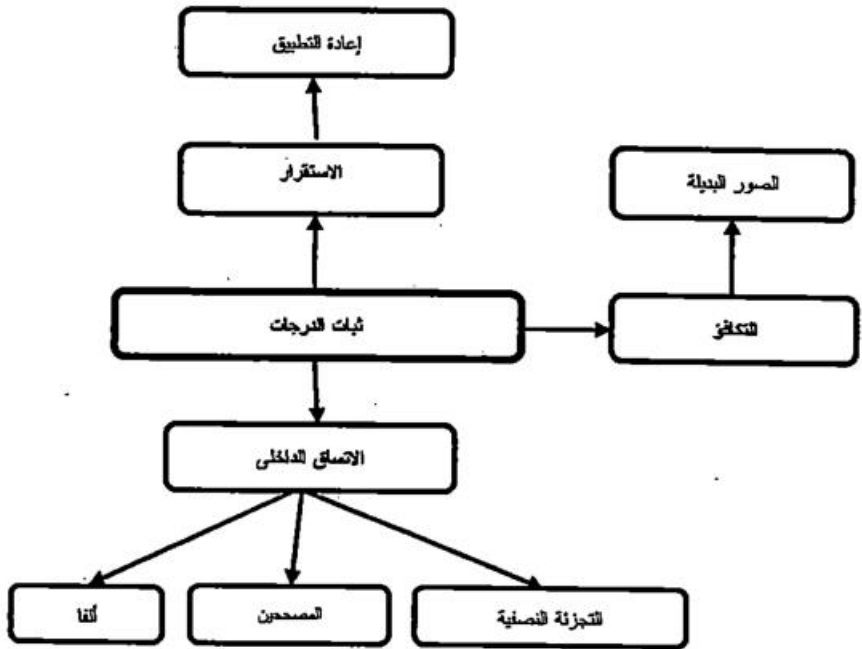 إعادة التطبيق
الاستقرار
الصور البديلة
ثبات الدرجات
التكافؤ
الاتساق الداخلى
ألفا
المصححين
التجزئة النصفية